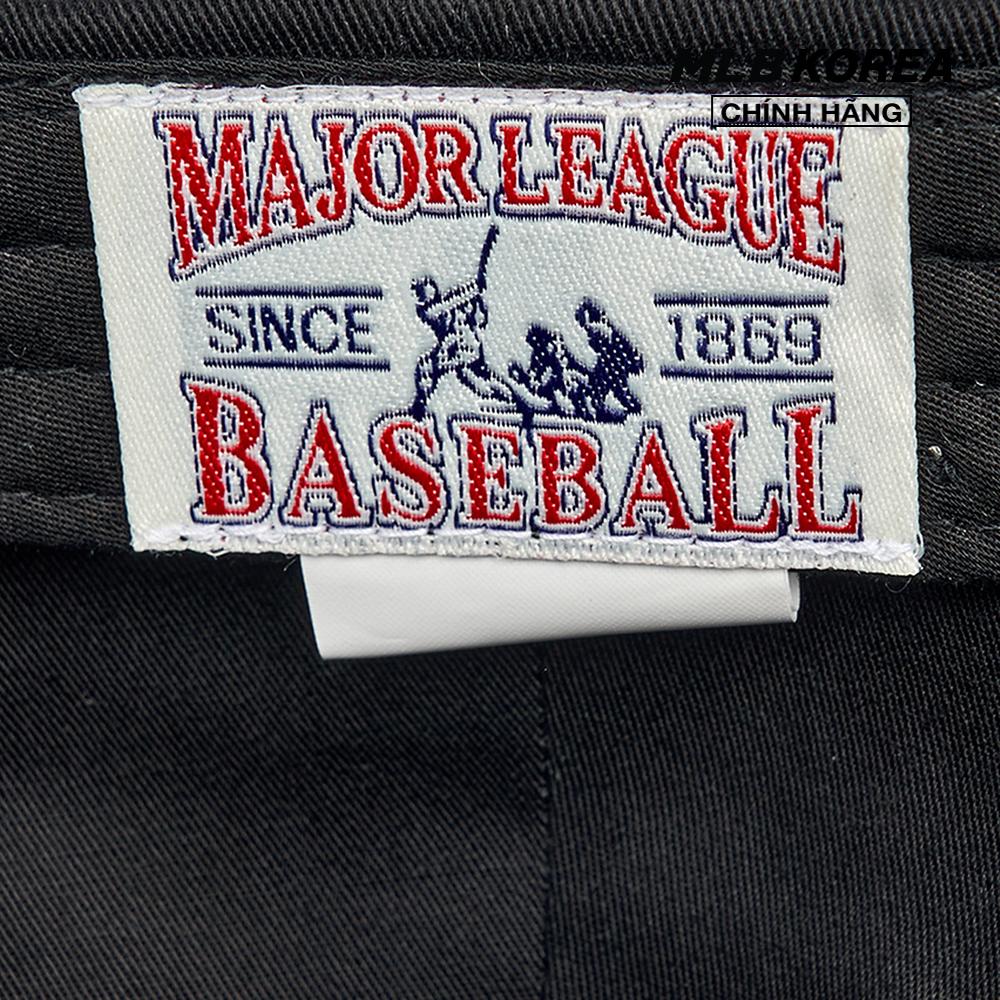 MLB KOREA
CHÍNH HÃNG
MAJOR LEAGUE
SINCE 1869
BASEBALL